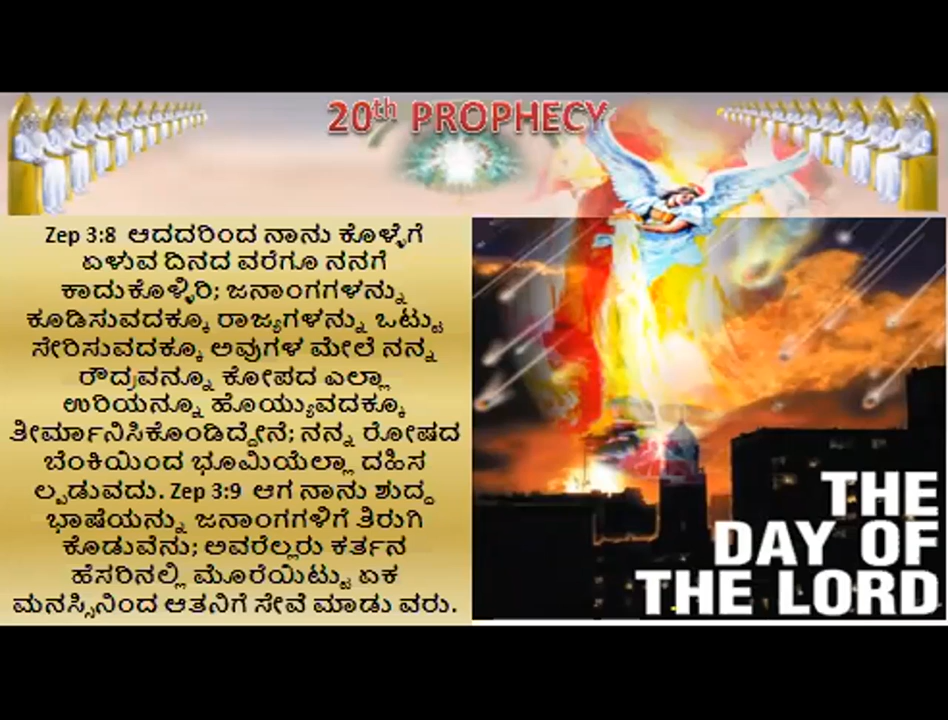 20th PROPHECY
Zep 3:8 ಆದದರಿಂದ ನಾನು ಕೊಳ್ಳೆಗೆ
ಏಳುವ ದಿನದ ವರೆಗೂ ನನಗೆ
ಕಾದುಕೊಳ್ಳಿರಿ; ಜನಾಂಗಗಳನ್ನು
ಕೂಡಿಸುವದಕ್ಕೂ ರಾಜ್ಯಗಳನ್ನು ಒಟ್ಟು
ಸೇರಿಸುವದಕ್ಕೂ ಅವುಗಳ ಮೇಲೆ ನನ್ನ
ರೌದ್ರವನ್ನೂ ಕೋಪದ ಎಲ್ಲಾ
ಉರಿಯನ್ನೂ ಹೊಯ್ಯುವದಕ್ಕೂ
ತೀರ್ಮಾನಿಸಿಕೊಂಡಿದ್ದೇನೆ; ನನ್ನ ರೋಷದ
ಬೆಂಕಿಯಿಂದ ಭೂಮಿಯೆಲ್ಲಾ ದಹಿಸ
ಲ್ಪಡುವದು. Zep 3:9 ಆಗ ನಾನು ಶುದ್ದ
ಭಾಷೆಯನ್ನು ಜನಾಂಗಗಳಿಗೆ ತಿರುಗಿ
ಕೊಡುವೆನು; ಅವರೆಲ್ಲರು ಕರ್ತನ
ಹೆಸರಿನಲ್ಲಿ ಮೊರೆಯಿಟ್ಟು ಏಕ
ಮನಸ್ಸಿನಿಂದ ಆತನಿಗೆ ಸೇವೆ ಮಾಡು ವರು.
THE
DAY OF
THE LORD